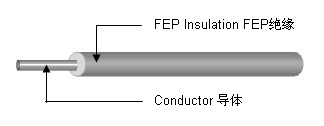 FEP Insulation FEP绝缘
Conductor 导体